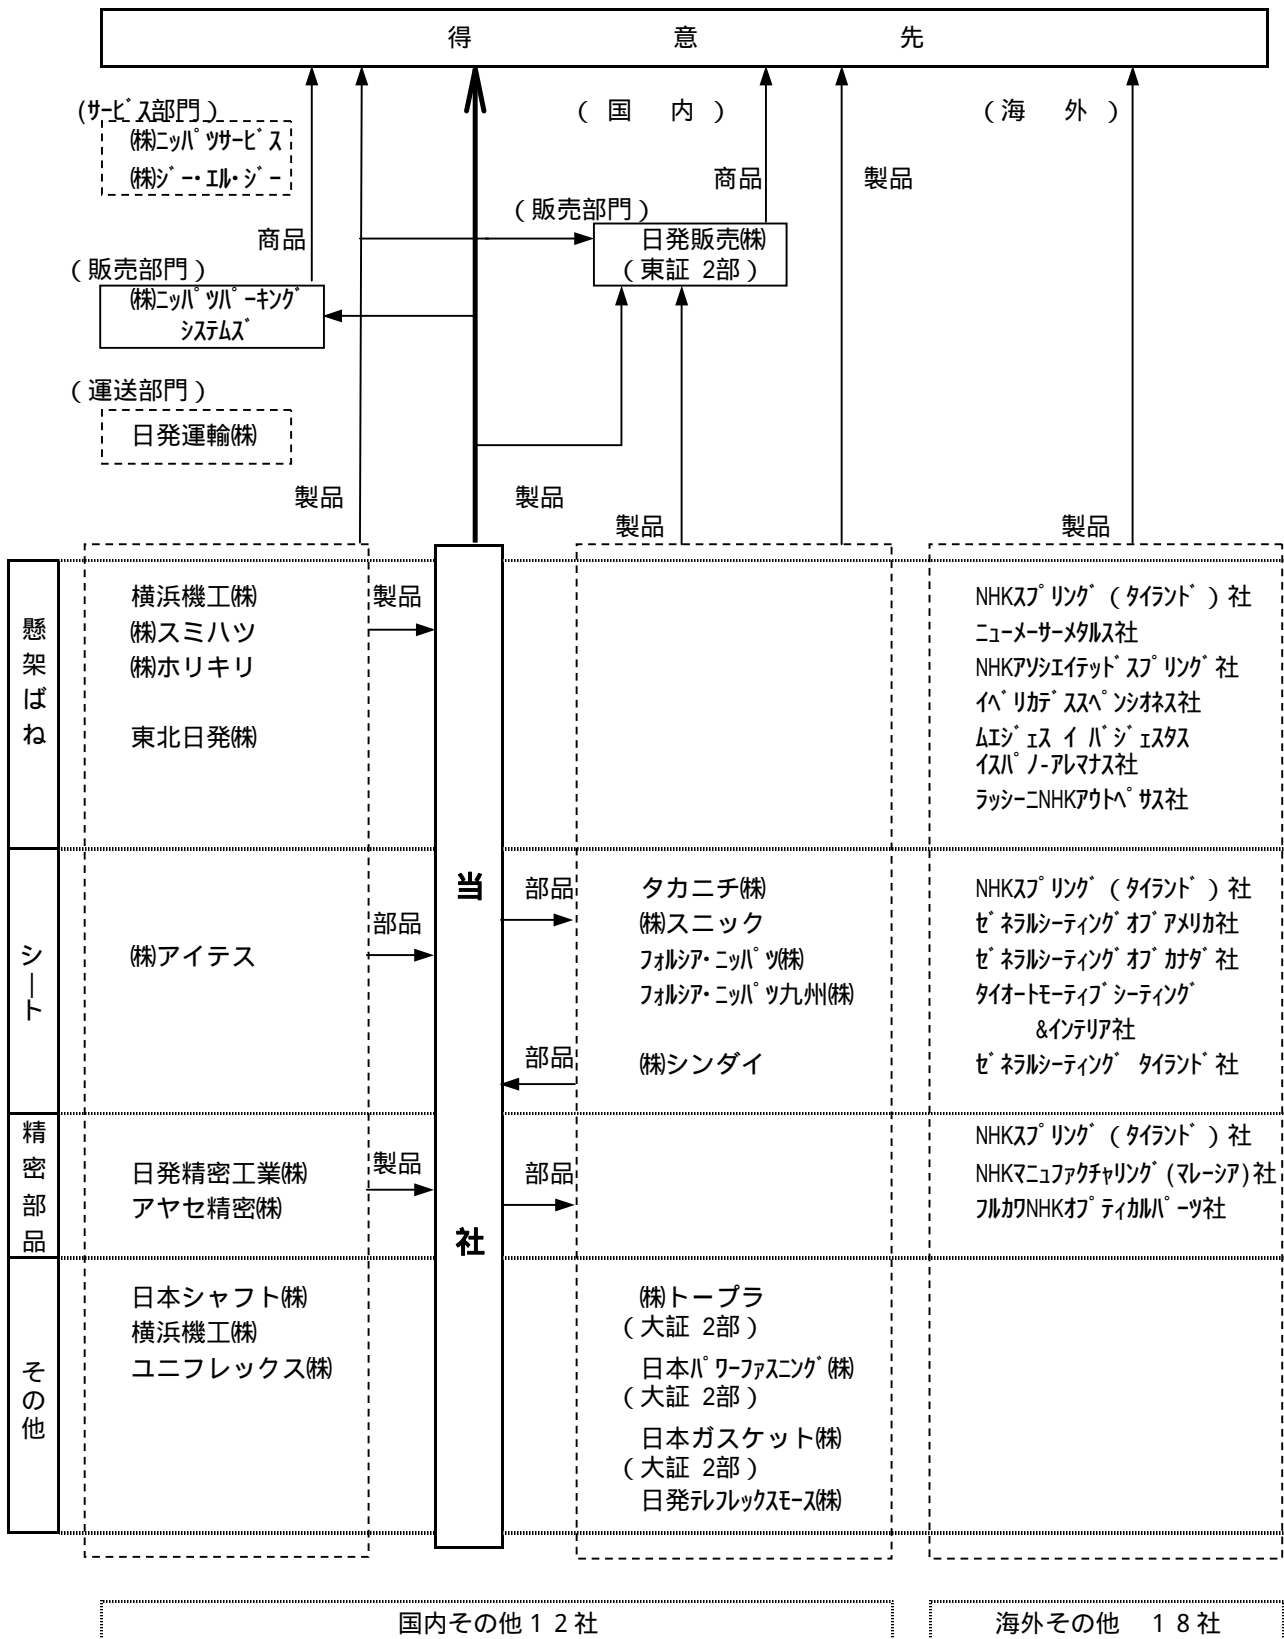 得意先
(ｻｰﾋﾞｽ部門)
㈱ﾆｯﾊﾟﾂｻｰﾋﾞｽ
㈱ｼﾞｰ･ｴﾙ･ｼﾞｰ
(国内)
(海外)
商品
製品
(販売部門)
日発販売㈱
(東証 2部)
商品
(販売部門)
㈱ﾆｯﾊﾟﾂﾊﾟｰｷﾝｸﾞ
ｼｽﾃﾑｽﾞ
(運送部門)
日発運輸㈱
製品
製品
製品
製品
懸架ばね
横浜機工㈱
㈱スミハツ
㈱ホリキリ
東北日発㈱
製品
NHKｽﾌﾟﾘﾝｸﾞ(ﾀｲﾗﾝﾄﾞ)社
ﾆｭｰﾒｰｻｰﾒﾀﾙｽ社
NHKｱｿｼｴｲﾃｯﾄﾞｽﾌﾟﾘﾝｸﾞ社
ｲﾍﾞﾘｶﾃﾞｽｽﾍﾟﾝｼｵﾈｽ社
ﾑｴｼﾞｪｽ ｲ ﾊﾞｼﾞｪｽﾀｽ
ｲｽﾊﾟﾉ-ｱﾚﾏﾅｽ社
ﾗｯｼｰﾆNHKｱｳﾄﾍﾟｻｽ社
当社
シート
㈱アイテス
部品
部品
タカニチ㈱
㈱スニック
ﾌｫﾙｼｱ･ﾆｯﾊﾟﾂ㈱
ﾌｫﾙｼｱ･ﾆｯﾊﾟﾂ九州㈱
部品
㈱シンダイ
NHKｽﾌﾟﾘﾝｸﾞ(ﾀｲﾗﾝﾄﾞ)社
ｾﾞﾈﾗﾙｼｰﾃｨﾝｸﾞｵﾌﾞｱﾒﾘｶ社
ｾﾞﾈﾗﾙｼｰﾃｨﾝｸﾞｵﾌﾞｶﾅﾀﾞ社
ﾀｲｵｰﾄﾓｰﾃｨﾌﾞｼｰﾃｨﾝｸﾞ
&ｲﾝﾃﾘｱ社
ｾﾞﾈﾗﾙｼｰﾃｨﾝｸﾞ ﾀｲﾗﾝﾄﾞ社
精密部品
日発精密工業㈱
アヤセ精密㈱
製品
部品
NHKｽﾌﾟﾘﾝｸﾞ(ﾀｲﾗﾝﾄﾞ)社
NHKﾏﾆｭﾌｧｸﾁｬﾘﾝｸﾞ(ﾏﾚｰｼｱ)社
ﾌﾙｶﾜNHKｵﾌﾟﾃｨｶﾙﾊﾟｰﾂ社
その他
日本シャフト㈱
横浜機工㈱
ユニフレックス㈱
㈱トープラ
(大証 2部)
日本ﾊﾟﾜｰﾌｧｽﾆﾝｸﾞ㈱
(大証 2部)
日本ガスケット㈱
(大証 2部)
日発ﾃﾚﾌﾚｯｸｽﾓｰｽ㈱
国内その他１２社
海外その他 １８社